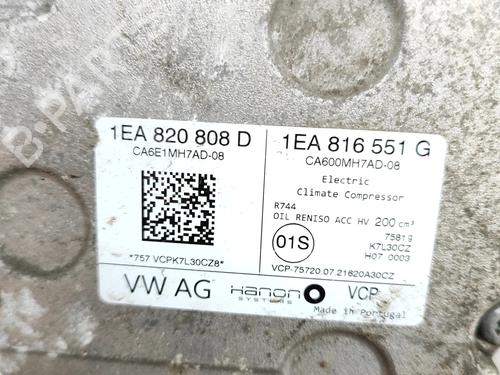 1EA 820 808 D
CA6E1MH7AD-08
*757 VCPK7L30CZ8*
1EA 816 551 G
CA600MH7AD-08
Electric
Climate Compressor
R744
OIL RENISO ACC HV 200 cm³
01S
7581g
K7L30CZ
H07 0003
VCP-75720.07.21620A30CZ
VW AG
Hanon
SYSTEMS
VCP
Made in Portugal